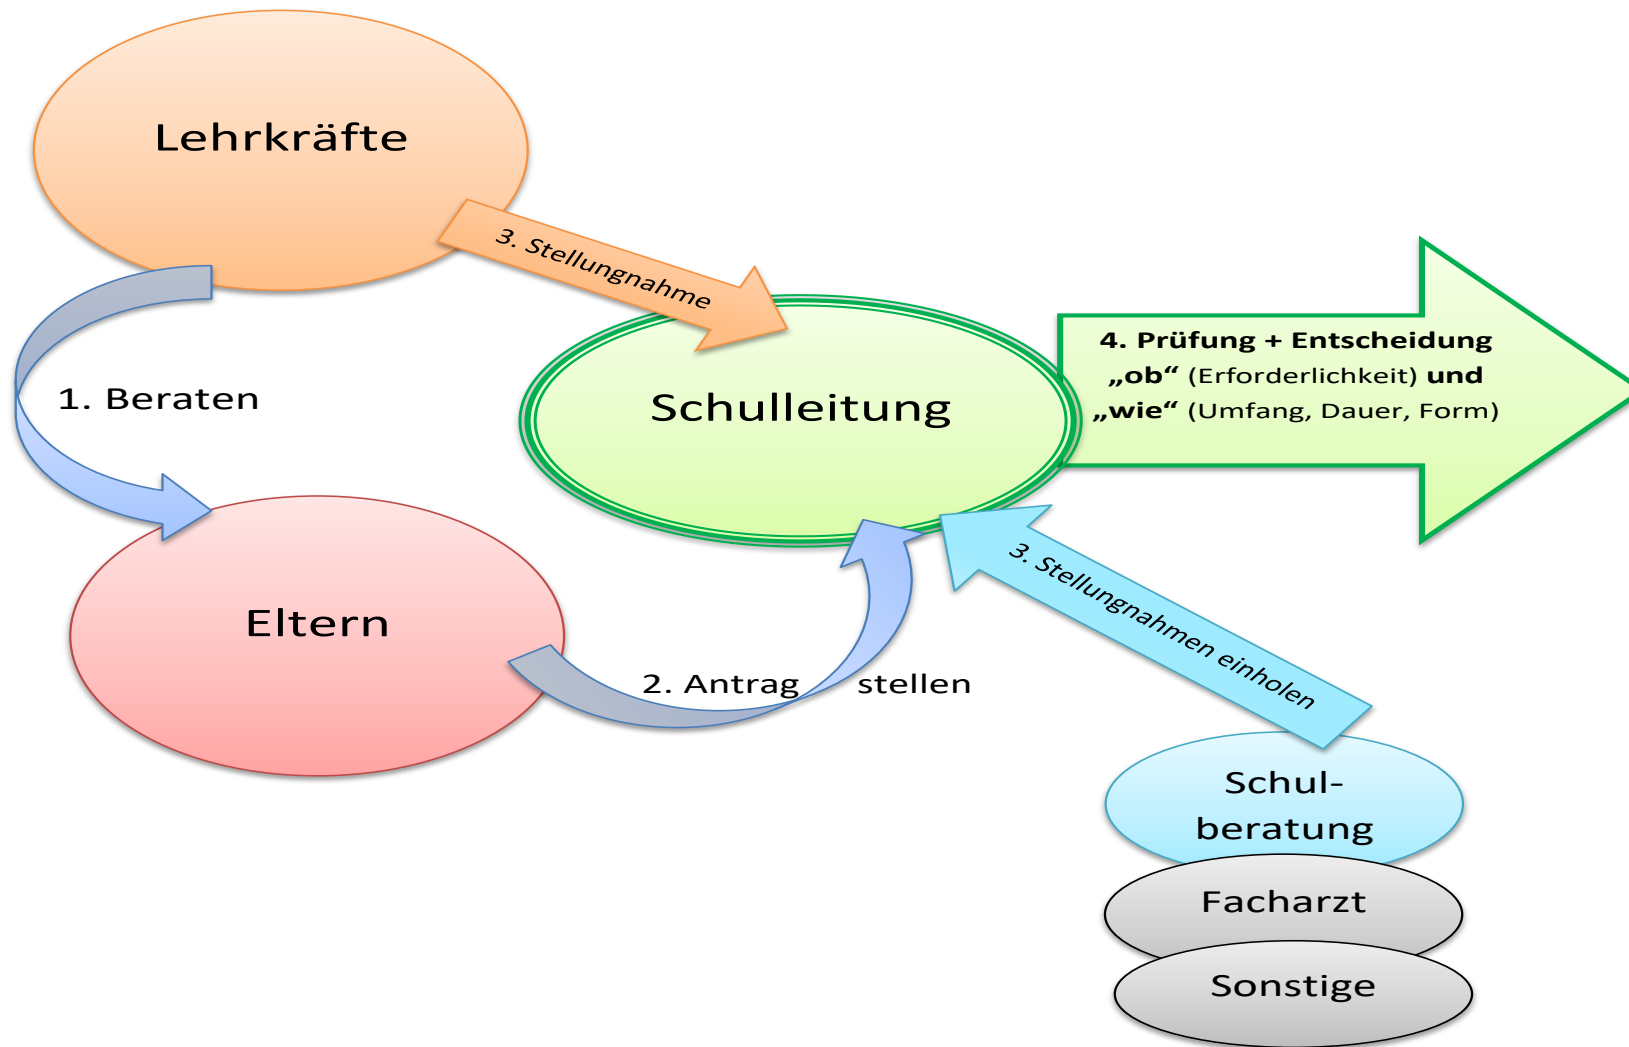 Lehrkräfte
3. Stellungnahme
1. Beraten
Schulleitung
4. Prüfung + Entscheidung
„ob“ (Erforderlichkeit) und
„wie“ (Umfang, Dauer, Form)
Eltern
2. Antrag stellen
3. Stellungnahmen einholen
Schul-
beratung
Facharzt
Sonstige